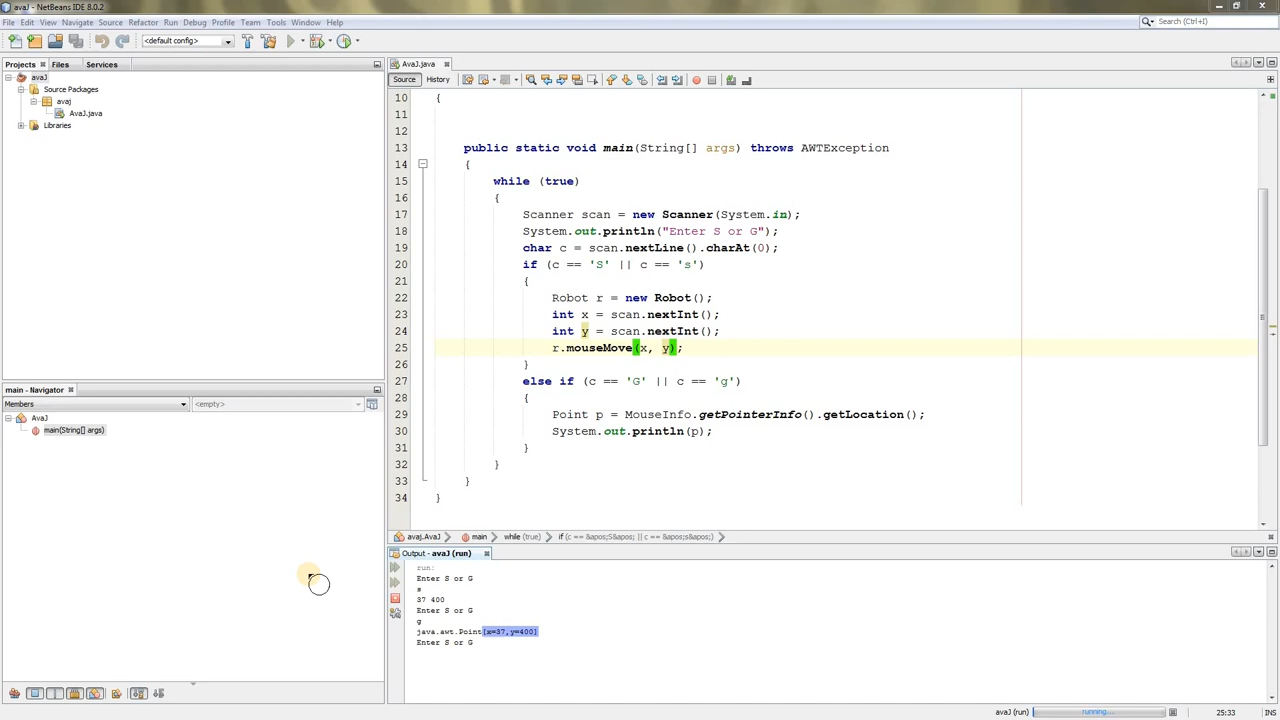 avaJ - NetBeans IDE 8.0.2
File Edit View Navigate Source Refactor Run Debug Profile Team Tools Window Help
Search (Ctrl+I)
<default config>
Projects Files Services
avaJ
Source Packages
avaj
AvaJ.java
Libraries
main - Navigator
Members
<empty>
AvaJ
main(String[] args)
AvaJ.java
Source History
10 {
11
12
13 public static void main(String[] args) throws AWTException
14 {
15 while (true)
16 {
17 Scanner scan = new Scanner(System.in);
18 System.out.println("Enter S or G");
19 char c = scan.nextLine().charAt(0);
20 if (c == 'S' || c == 's')
21 {
22 Robot r = new Robot();
23 int x = scan.nextInt();
24 int y = scan.nextInt();
25 r.mouseMove(x, y);
26 }
27 else if (c == 'G' || c == 'g')
28 {
29 Point p = MouseInfo.getPointerInfo().getLocation();
30 System.out.println(p);
31 }
32 }
33 }
34 }
avaj.AvaJ main while (true) if (c == &apos;S&apos; || c == &apos;s&apos;)
Output - avaJ (run)
run:
Enter S or G
s
37 400
Enter S or G
g
java.awt.Point[x=37,y=400]
Enter S or G
avaJ (run) running... 25:33 INS